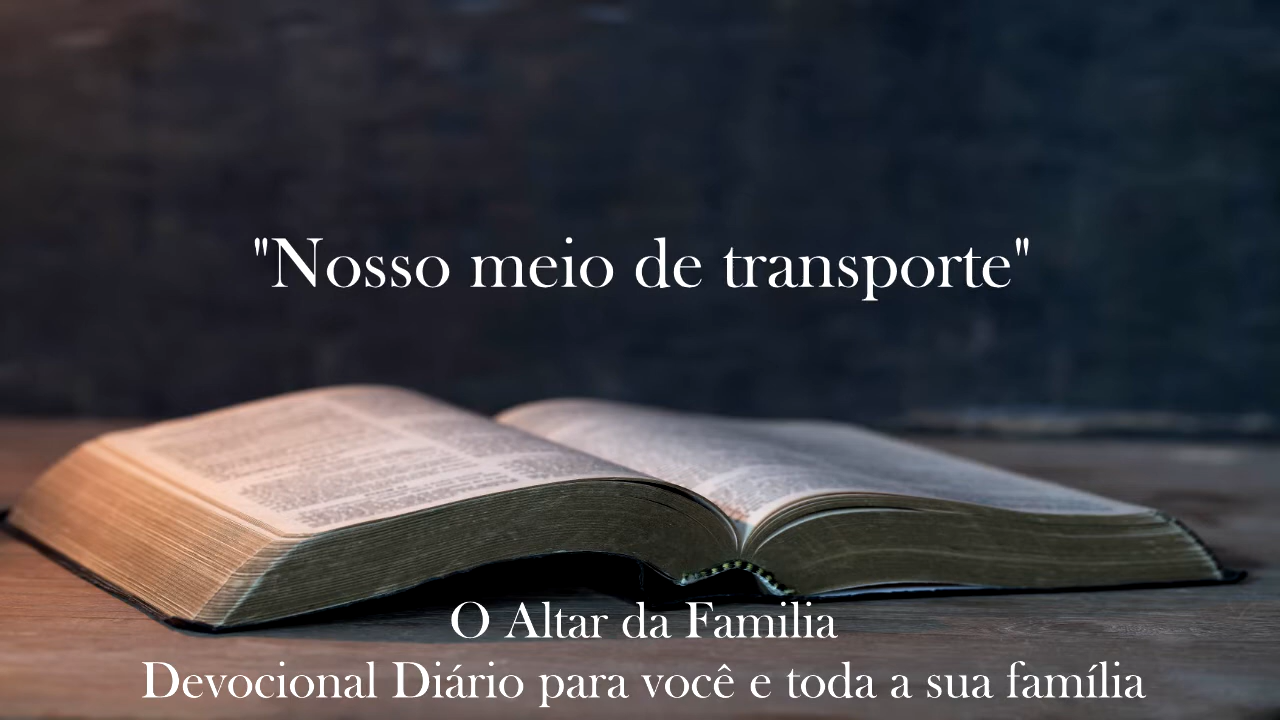 "Nosso meio de transporte"
O Altar da Familia
Devocional Diário para você e toda a sua família